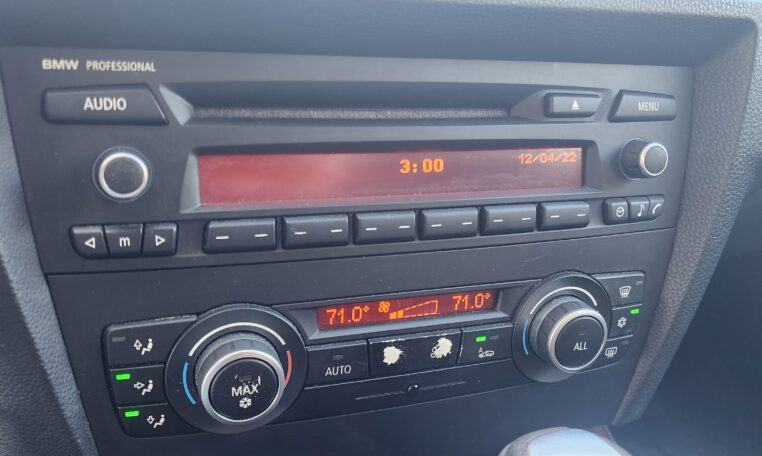 BMW PROFESSIONAL
AUDIO
MENU
3:00
12/04/22
m
71.0° 71.0°
AUTO
A
MAX
ALL